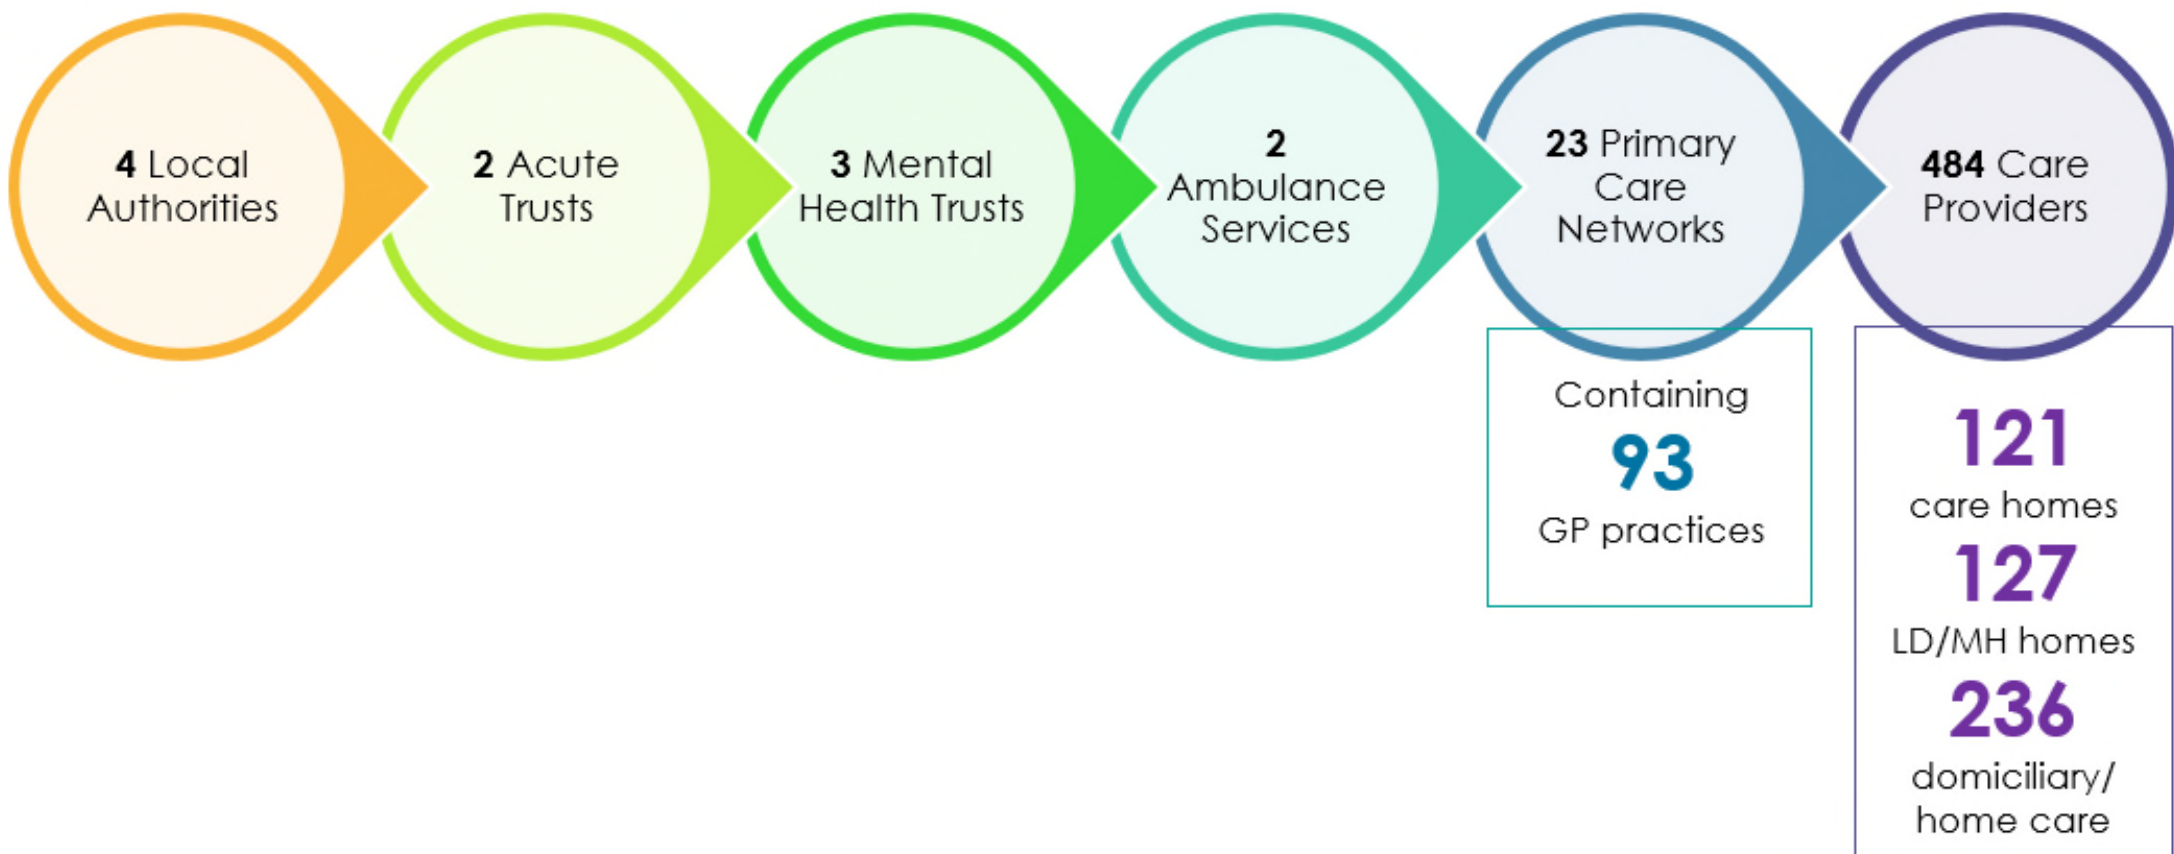 4 Local
Authorities
2 Acute
Trusts
3 Mental
Health Trusts
2
Ambulance
Services
23 Primary
Care
Networks
484 Care
Providers
Containing
93
GP practices
121
care homes
127
LD/MH homes
236
domiciliary/
home care